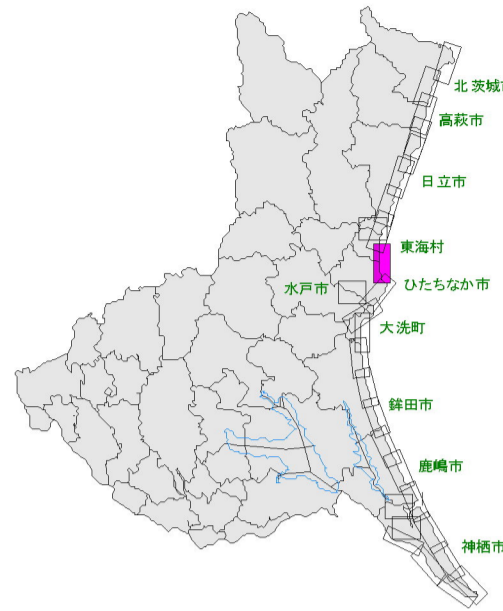 北茨城市
高萩市
日立市
東海村
ひたちなか市
水戸市
大洗町
鉾田市
鹿嶋市
神栖市